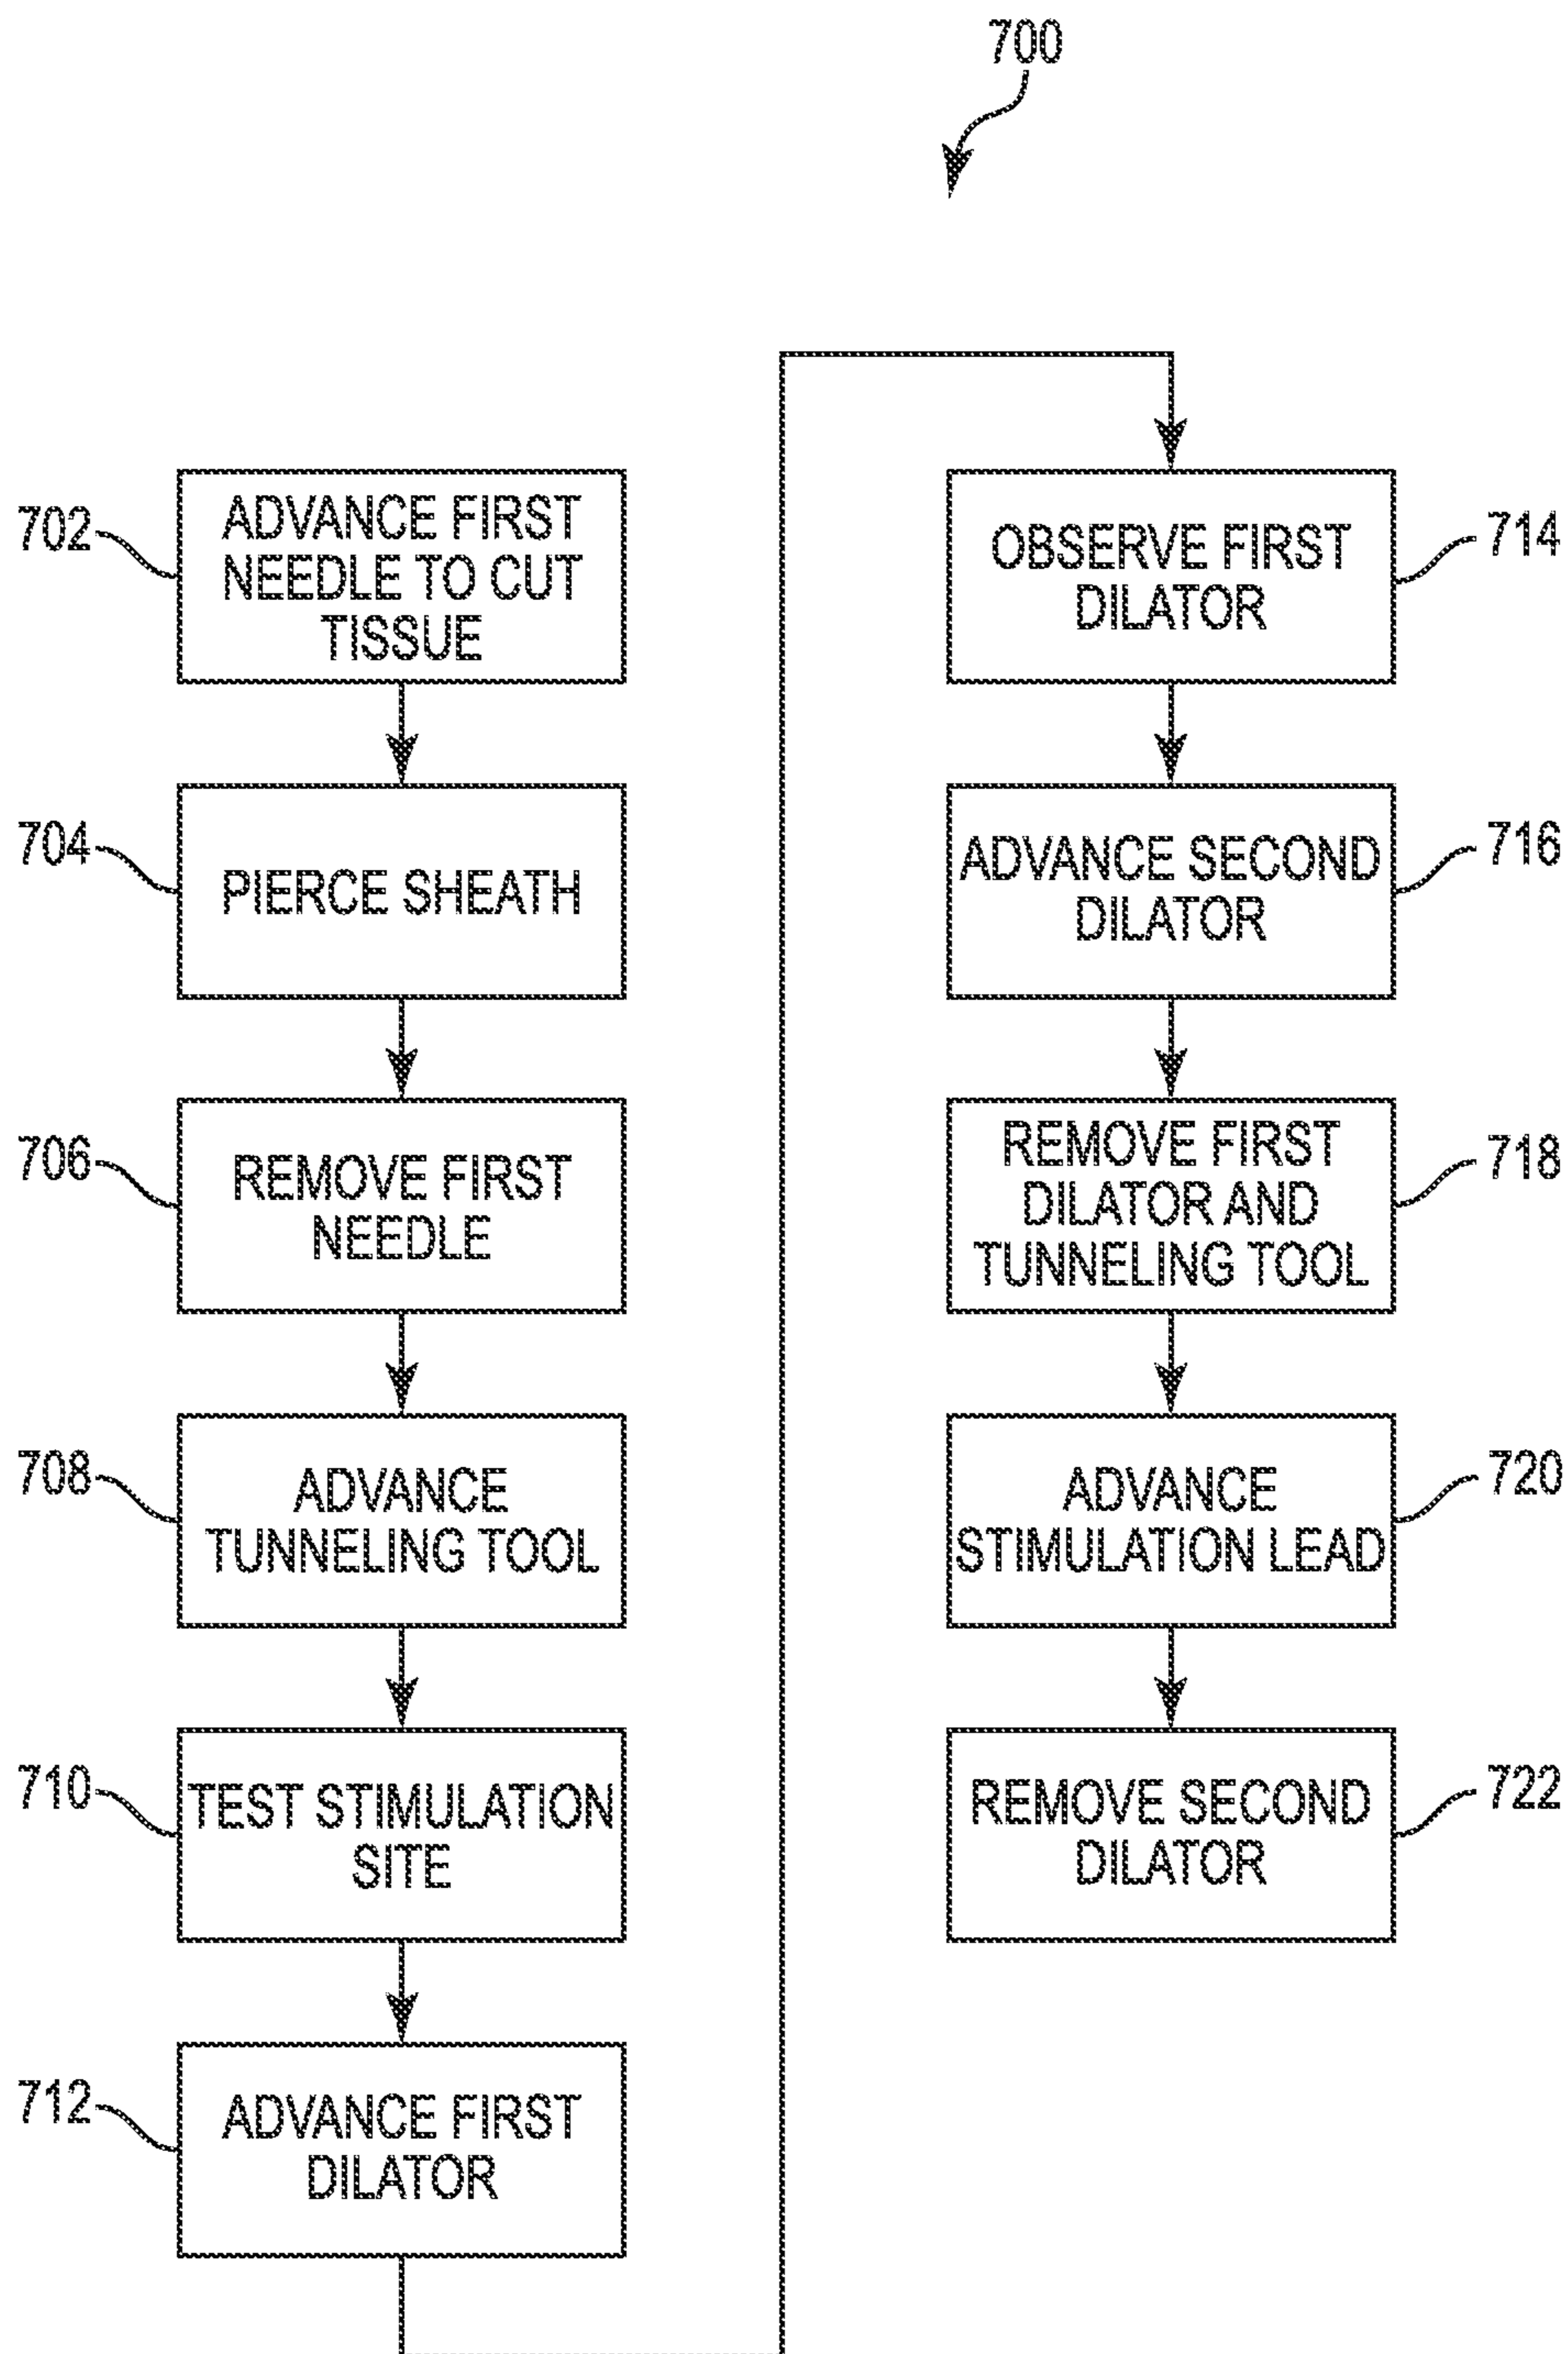 700
702
ADVANCE FIRST
NEEDLE TO CUT
TISSUE
704
PIERCE SHEATH
706
REMOVE FIRST
NEEDLE
708
ADVANCE
TUNNELING TOOL
710
TEST STIMULATION
SITE
712
ADVANCE FIRST
DILATOR
714
OBSERVE FIRST
DILATOR
716
ADVANCE SECOND
DILATOR
718
REMOVE FIRST
DILATOR AND
TUNNELING TOOL
720
ADVANCE
STIMULATION LEAD
722
REMOVE SECOND
DILATOR